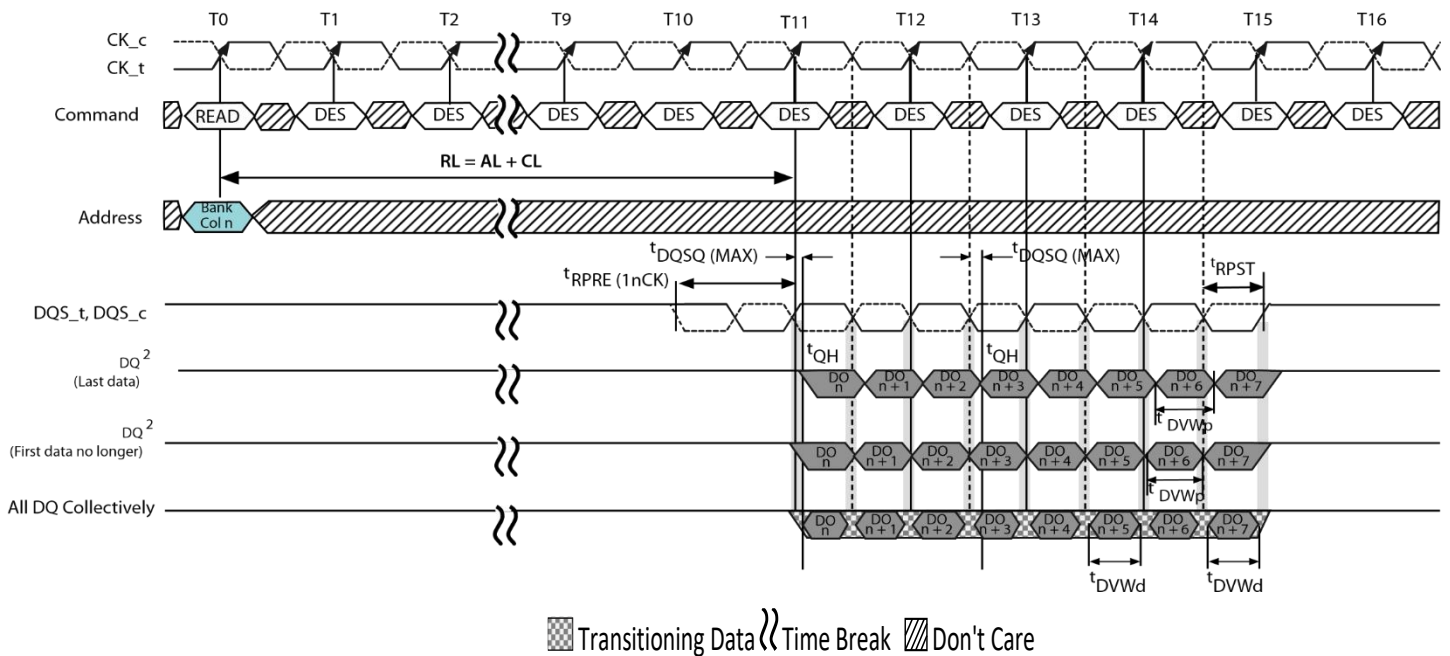 T0 T1 T2 T9 T10 T11 T12 T13 T14 T15 T16
CK_c
CK_t
Command READ DES DES DES DES DES DES DES DES DES DES
RL = AL + CL
Address Bank
Col n
tDQSQ (MAX) tDQSQ (MAX)
tRPRE (1nCK) tRPST
DQS_t, DQS_c
tQH tQH
DQ 2
(Last data)
DO n DO n + 1 DO n + 2 DO n + 3 DO n + 4 DO n + 5 DO n + 6 DO n + 7
t DVWp
DQ 2
(First data no longer)
DO n DO n + 1 DO n + 2 DO n + 3 DO n + 4 DO n + 5 DO n + 6 DO n + 7
t DVWp
All DQ Collectively
DO n DO n + 1 DO n + 2 DO n + 3 DO n + 4 DO n + 5 DO n + 6 DO n + 7
tDVWd tDVWd
Transitioning Data Time Break Don't Care